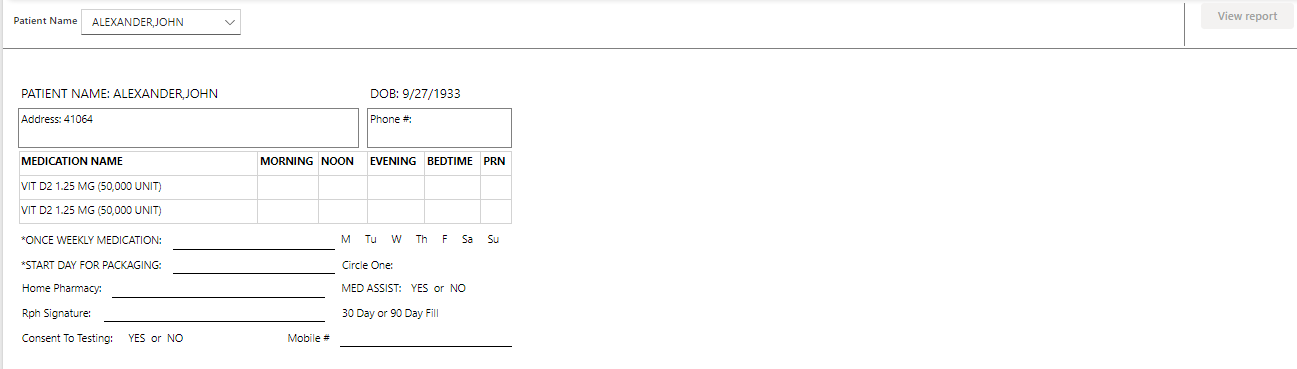 Patient Name ALEXANDER,JOHN View report
PATIENT NAME: ALEXANDER,JOHN DOB: 9/27/1933
Address: 41064 Phone #:
MEDICATION NAME MORNING NOON EVENING BEDTIME PRN
VIT D2 1.25 MG (50,000 UNIT)
VIT D2 1.25 MG (50,000 UNIT)
*ONCE WEEKLY MEDICATION: M Tu W Th F Sa Su
*START DAY FOR PACKAGING: Circle One:
Home Pharmacy: MED ASSIST: YES or NO
Rph Signature: 30 Day or 90 Day Fill
Consent To Testing: YES or NO Mobile #